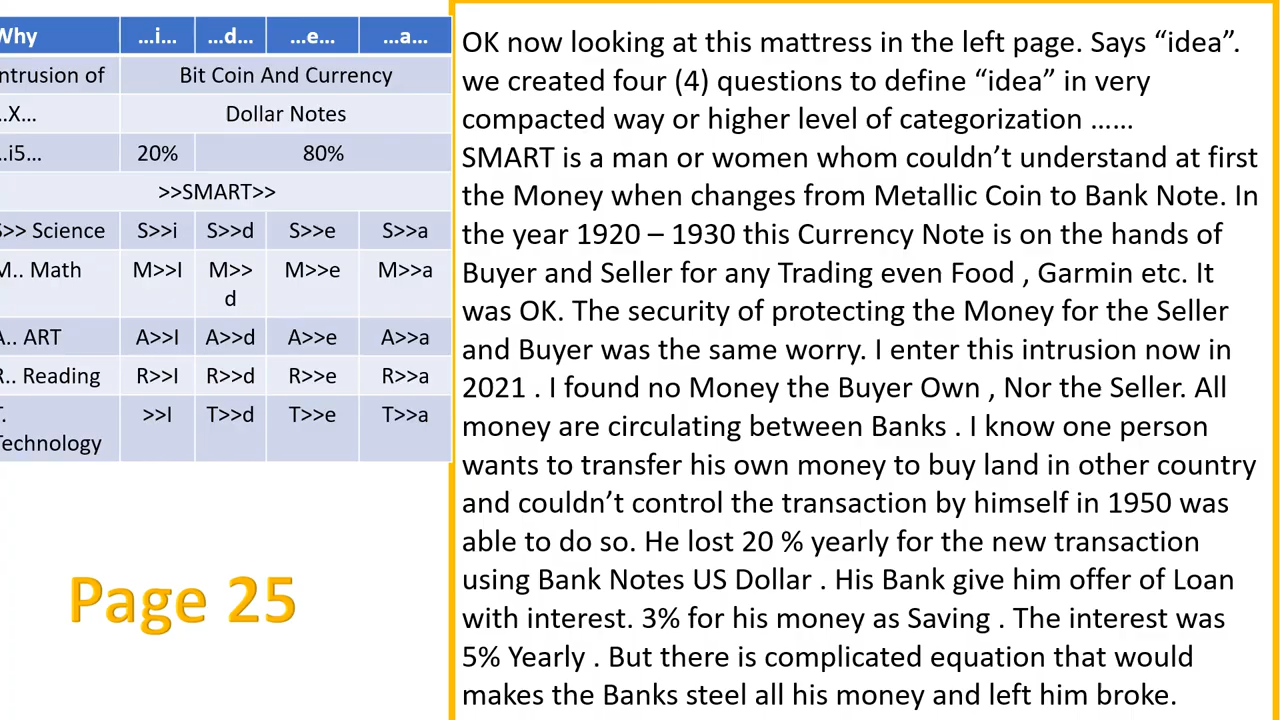 Why ...i... ...d... ...e... ...a...
ntrusion of Bit Coin And Currency
..X... Dollar Notes
..i5... 20% 80%
>>SMART>>
S>> Science S>>i S>>d S>>e S>>a
M.. Math M>>I M>> d M>>e M>>a
A.. ART A>>I A>>d A>>e A>>a
R.. Reading R>>I R>>d R>>e R>>a
T. Technology >>I T>>d T>>e T>>a
Page 25
OK now looking at this mattress in the left page. Says “idea”.
we created four (4) questions to define “idea” in very
compacted way or higher level of categorization ......
SMART is a man or women whom couldn’t understand at first
the Money when changes from Metallic Coin to Bank Note. In
the year 1920 – 1930 this Currency Note is on the hands of
Buyer and Seller for any Trading even Food , Garmin etc. It
was OK. The security of protecting the Money for the Seller
and Buyer was the same worry. I enter this intrusion now in
2021 . I found no Money the Buyer Own , Nor the Seller. All
money are circulating between Banks . I know one person
wants to transfer his own money to buy land in other country
and couldn’t control the transaction by himself in 1950 was
able to do so. He lost 20 % yearly for the new transaction
using Bank Notes US Dollar . His Bank give him offer of Loan
with interest. 3% for his money as Saving . The interest was
5% Yearly . But there is complicated equation that would
makes the Banks steel all his money and left him broke.